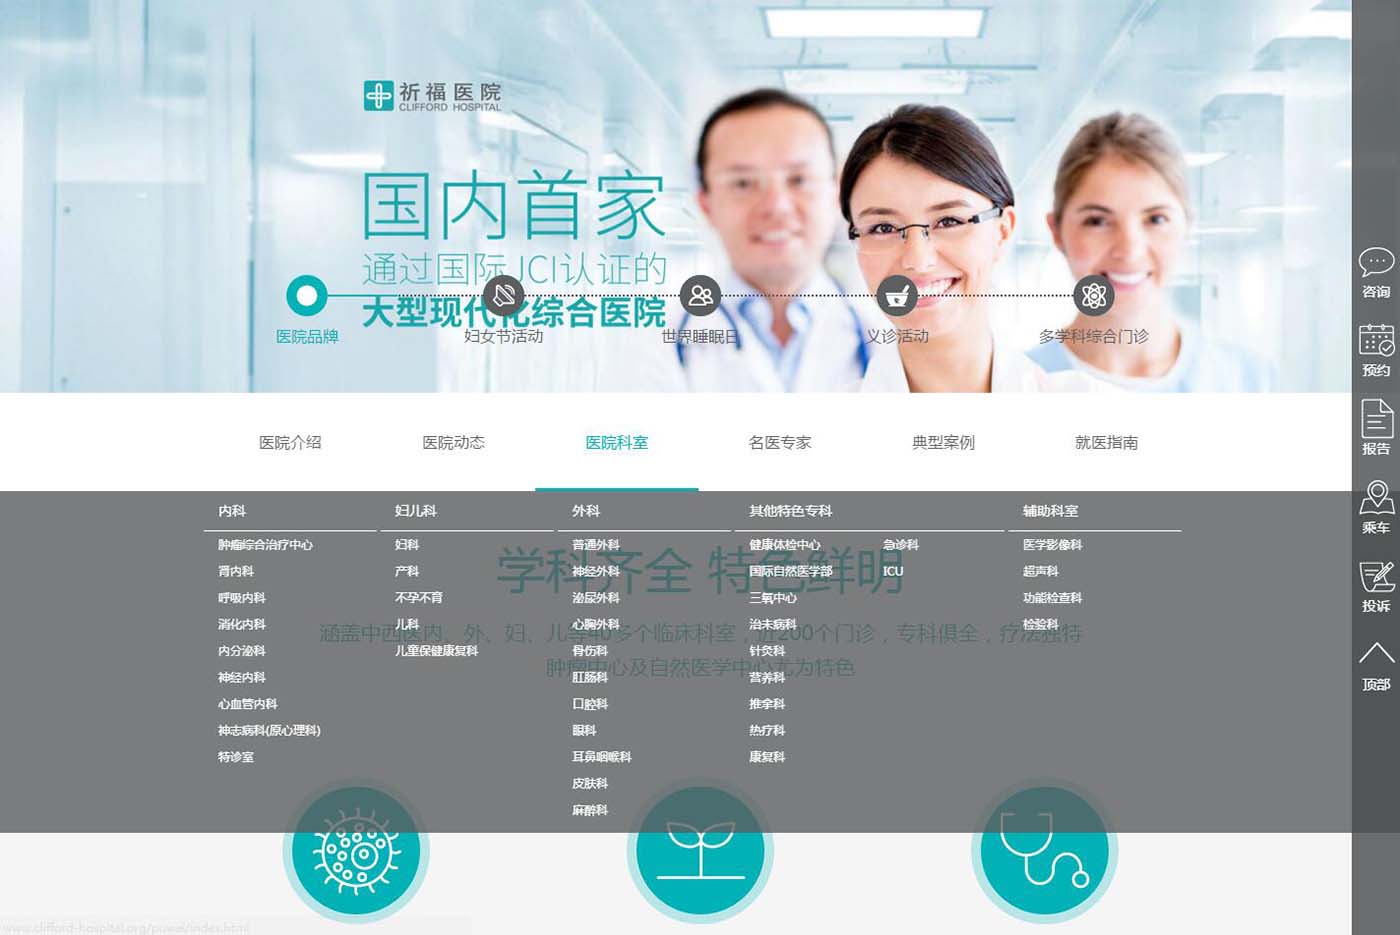 祈福医院
CLIFFORD HOSPITAL
国内首家
通过国际JCI认证的
大型现代化综合医院
医院品牌 妇女节活动 世界睡眠日 义诊活动 多学科综合门诊
咨询
预约
报告
乘车
投诉
顶部
医院介绍 医院动态 医院科室 名医专家 典型案例 就医指南
内科
肿瘤综合治疗中心
肾内科
呼吸内科
消化内科
内分泌科
神经内科
心血管内科
神志病科(原心理科)
特诊室
妇儿科
妇科
产科
不孕不育
儿科
儿童保健康复科
外科
普通外科
神经外科
泌尿外科
心胸外科
骨伤科
肛肠科
口腔科
眼科
耳鼻咽喉科
皮肤科
麻醉科
其他特色专科
健康体检中心 急诊科
国际自然医学部 ICU
三氧中心
治未病科
针灸科
营养科
推拿科
热疗科
康复科
辅助科室
医学影像科
超声科
功能检查科
检验科
学科齐全 特色鲜明
涵盖中西医内、外、妇、儿等40多个临床科室，近200个门诊，专科俱全，疗法独特
肿瘤中心及自然医学中心尤为特色
www.clifford-hospital.org/puwai/index.html